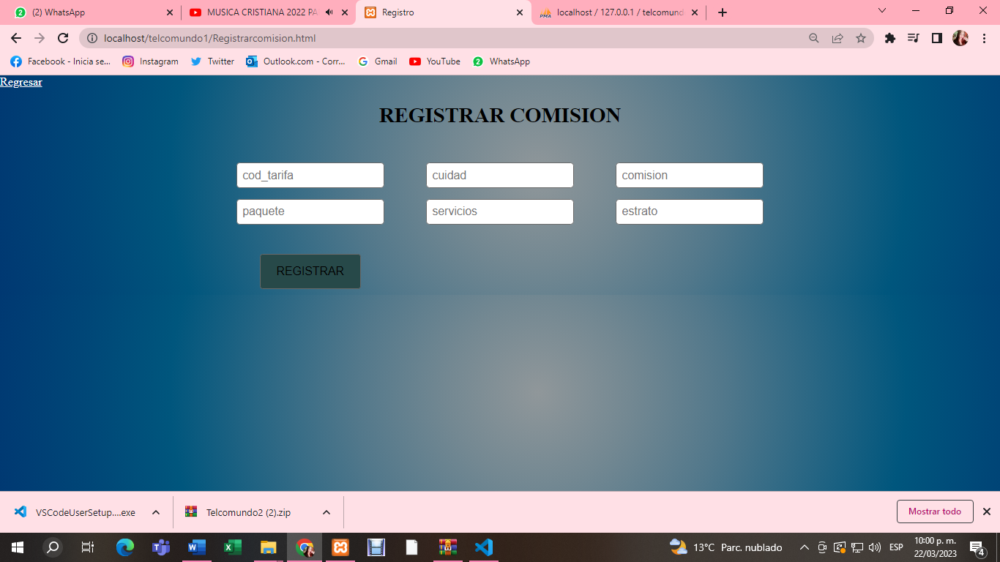 (2) WhatsApp
MUSICA CRISTIANA 2022 PA
Registro
localhost / 127.0.0.1 / telcomund
localhost/telcomundo1/Registrarcomision.html
Facebook - Inicia se... Instagram Twitter Outlook.com - Corr... Gmail YouTube WhatsApp
Regresar
REGISTRAR COMISION
cod_tarifa cuidad comision
paquete servicios estrato
REGISTRAR
VSCodeUserSetup....exe Telcomundo2 (2).zip Mostrar todo
13°C Parc. nublado ESP
10:00 p. m.
22/03/2023
4